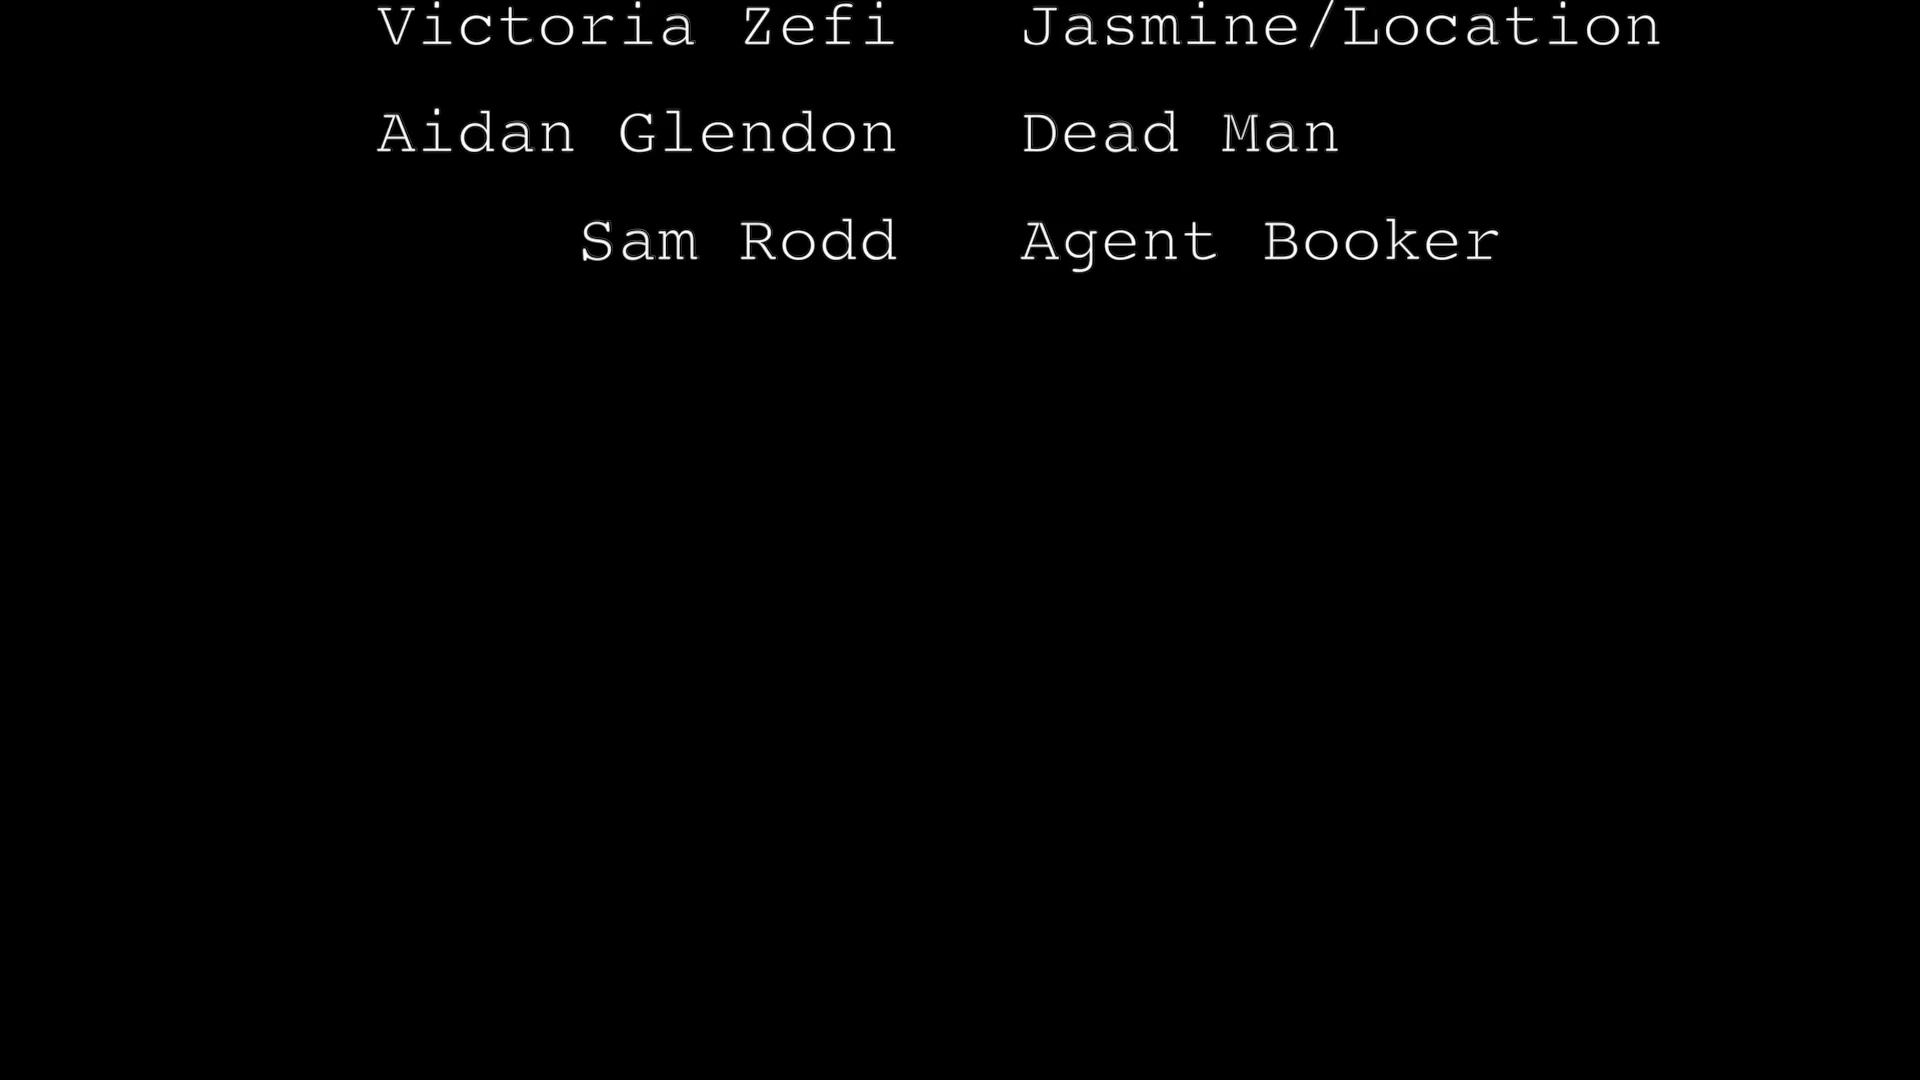 Victoria Zefi Jasmine/Location
Aidan Glendon Dead Man
Sam Rodd Agent Booker